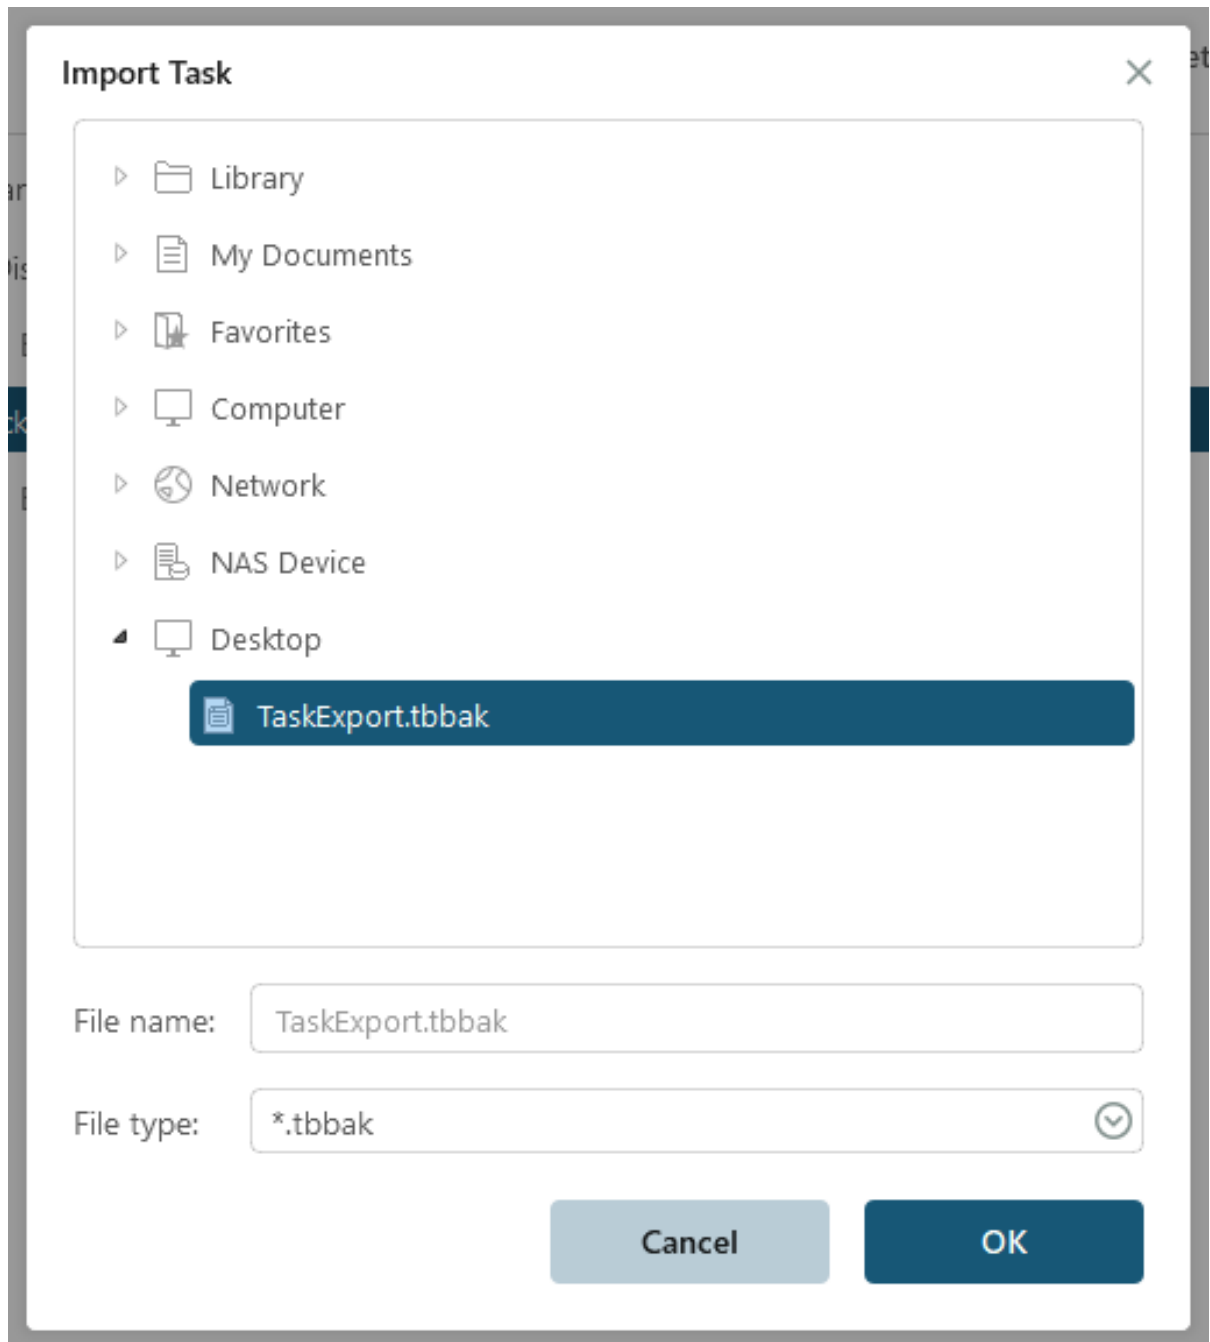 Import Task
Library
My Documents
Favorites
Computer
Network
NAS Device
Desktop
TaskExport.tbbak
File name: TaskExport.tbbak
File type: *.tbbak
Cancel OK